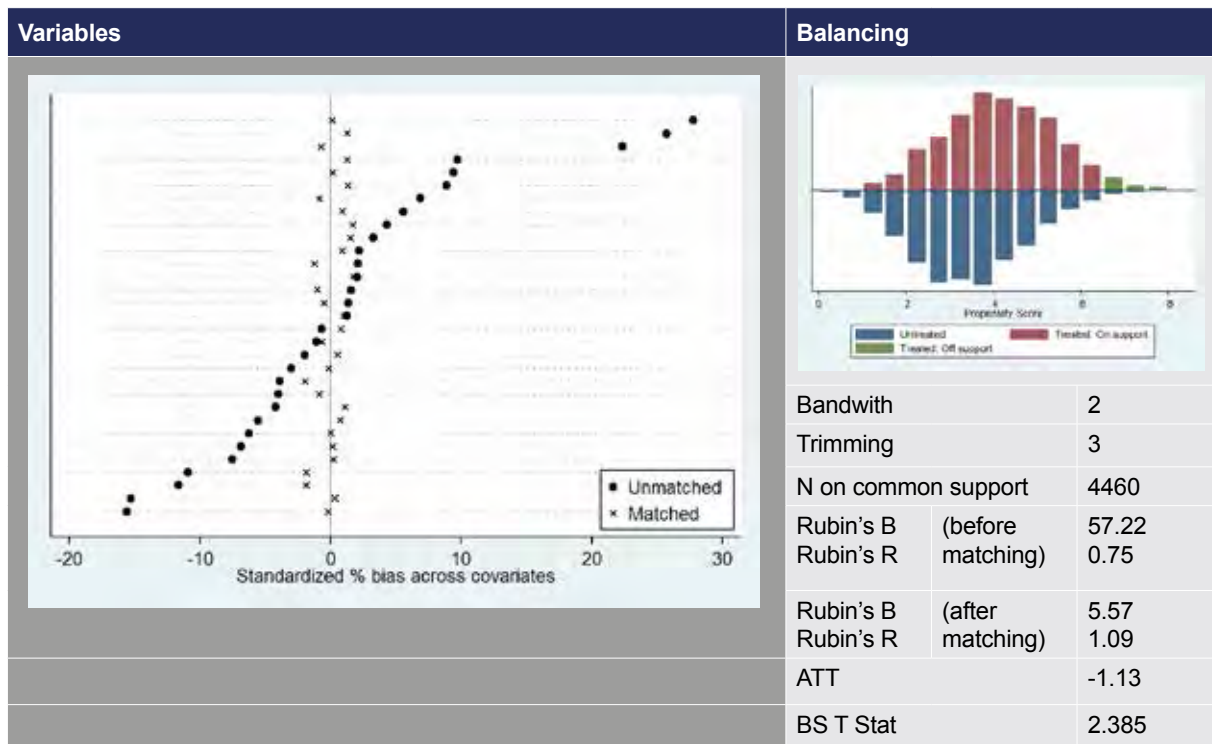 Variables
Balancing
Unmatched
Matched
-20 -10 0 10 20 30
Standardized % bias across covariates
Propensity Score
Untreated
Treated: On support
Treated: Off support
Bandwith 2
Trimming 3
N on common support 4460
Rubin's B (before 57.22
Rubin's R matching) 0.75
Rubin's B (after 5.57
Rubin's R matching) 1.09
ATT -1.13
BS T Stat 2.385